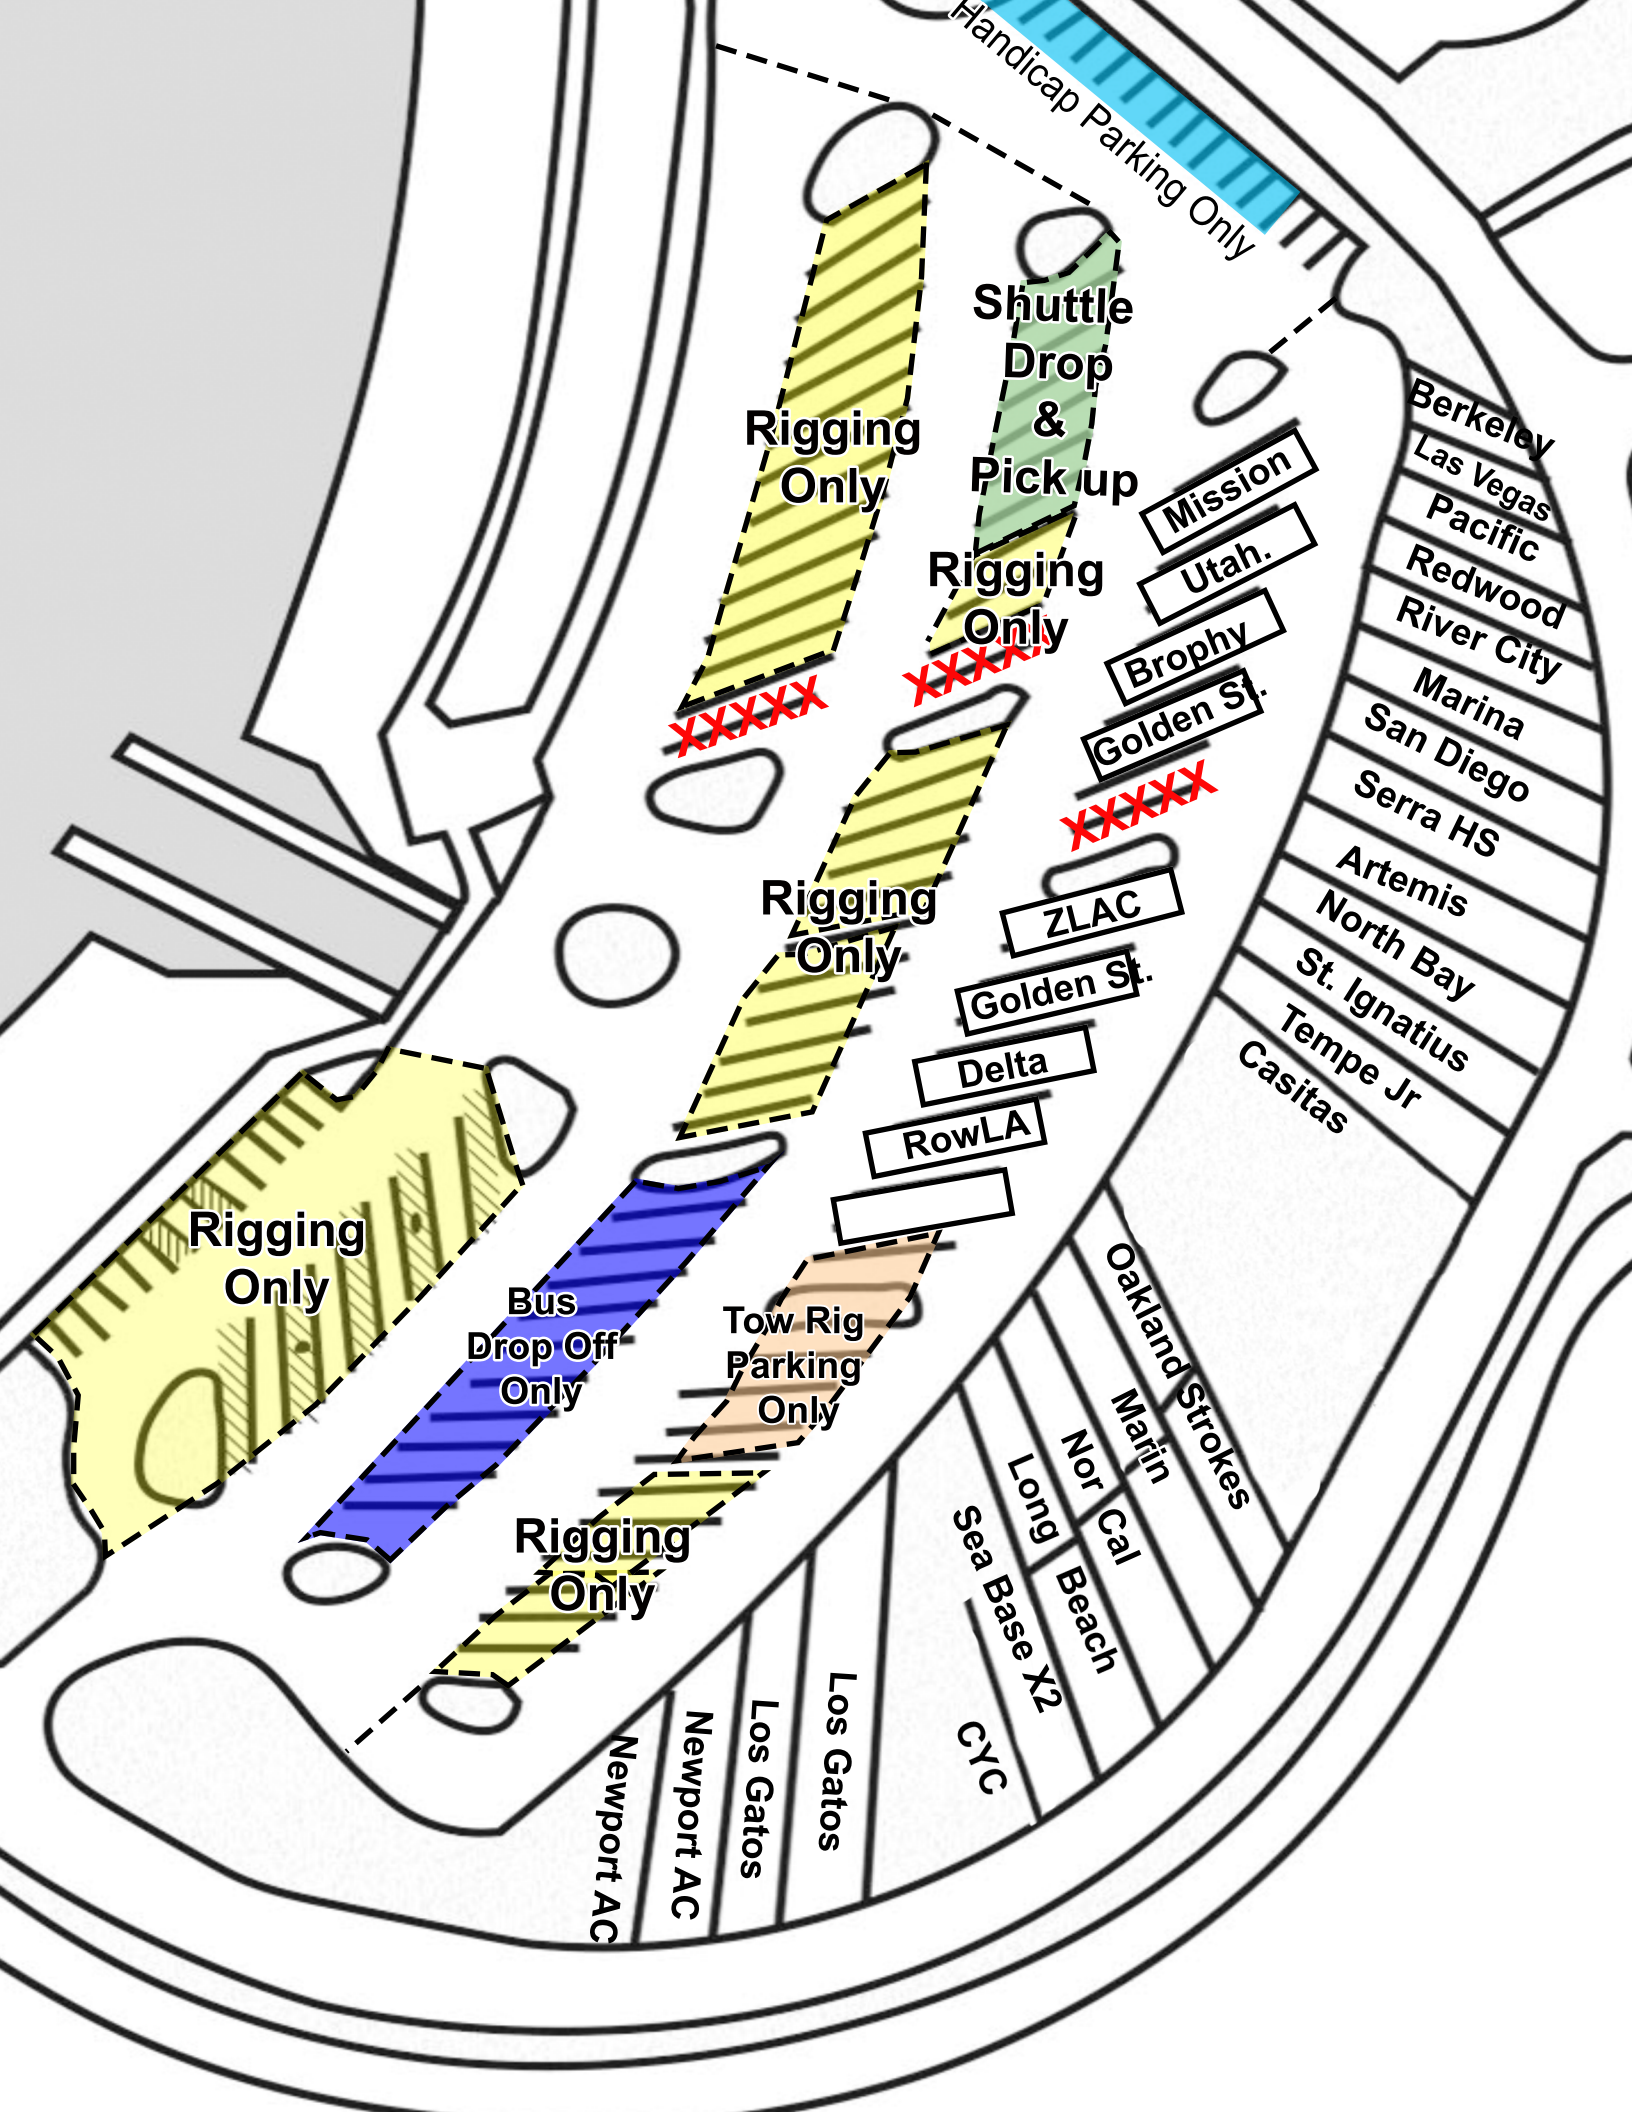 Handicap Parking Only
Shuttle
Drop
&
Pick up
Rigging
Only
Rigging
Only
XXXXX
XXXXX
Mission
Utah.
Brophy
Golden St.
XXXXX
ZLAC
Golden St.
Delta
RowLA
Berkeley
Las Vegas
Pacific
Redwood
River City
Marina
San Diego
Serra HS
Artemis
North Bay
St. Ignatius
Tempe Jr
Casitas
Rigging
Only
Rigging
Only
Bus
Drop Off
Only
Tow Rig
Parking
Only
Rigging
Only
Oakland Strokes
Marin
Nor Cal
Long Beach
Sea Base X2
CYC
Los Gatos
Los Gatos
Newport AC
Newport AC